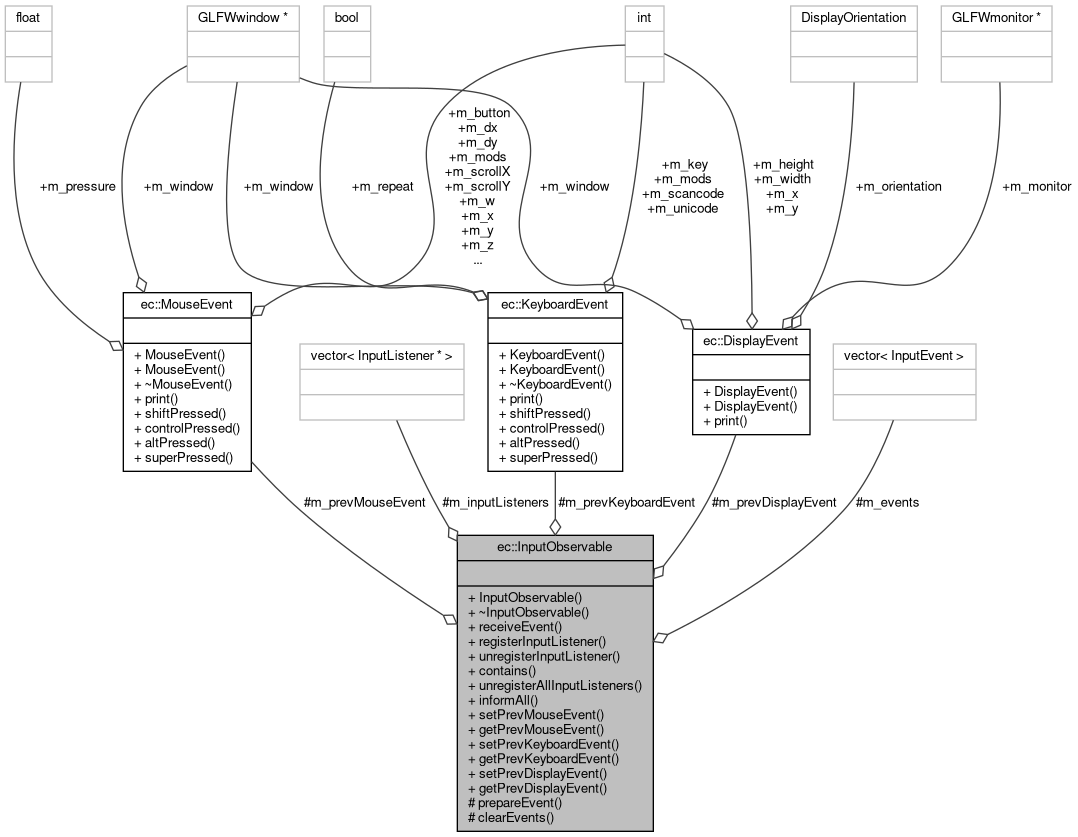 float
GLFWwindow *
bool
int
DisplayOrientation
GLFWmonitor *
+m_pressure
+m_window
+m_window
+m_repeat
+m_button
+m_dx
+m_dy
+m_mods
+m_scrollX
+m_scrollY
+m_w
+m_x
+m_y
+m_z
...
+m_window
+m_key
+m_mods
+m_scancode
+m_unicode
+m_height
+m_width
+m_x
+m_y
+m_orientation
+m_monitor
ec::MouseEvent
+ MouseEvent()
+ MouseEvent()
+ ~MouseEvent()
+ print()
+ shiftPressed()
+ controlPressed()
+ altPressed()
+ superPressed()
vector< InputListener * >
ec::KeyboardEvent
+ KeyboardEvent()
+ KeyboardEvent()
+ ~KeyboardEvent()
+ print()
+ shiftPressed()
+ controlPressed()
+ altPressed()
+ superPressed()
ec::DisplayEvent
+ DisplayEvent()
+ DisplayEvent()
+ print()
vector< InputEvent >
#m_prevMouseEvent
#m_inputListeners
#m_prevKeyboardEvent
#m_prevDisplayEvent
#m_events
ec::InputObservable
+ InputObservable()
+ ~InputObservable()
+ receiveEvent()
+ registerInputListener()
+ unregisterInputListener()
+ contains()
+ unregisterAllInputListeners()
+ informAll()
+ setPrevMouseEvent()
+ getPrevMouseEvent()
+ setPrevKeyboardEvent()
+ getPrevKeyboardEvent()
+ setPrevDisplayEvent()
+ getPrevDisplayEvent()
# prepareEvent()
# clearEvents()